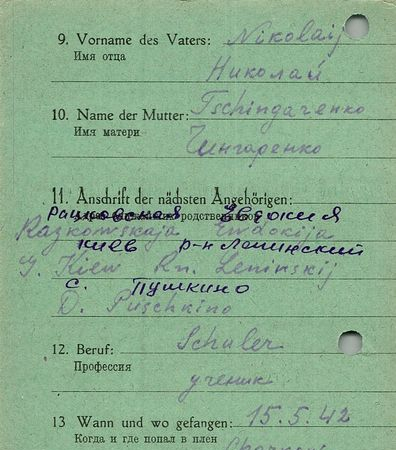 9. Vorname des Vaters: Nikolaij
Имя отца
Николай
10. Name der Mutter: Tschingarenko
Имя матери
Чингаренко
11. Anschrift der nächsten Angehörigen:
родственников
Евдокия
Razkowskaja Ewdokija
Киев р-н Ленинский
G. Kiew Rn. Leninskij
с. Пушкино
D. Puschkino
12. Beruf: Schuler
Профессия
ученик
13 Wann und wo gefangen: 15.5.42
Когда и где попал в плен